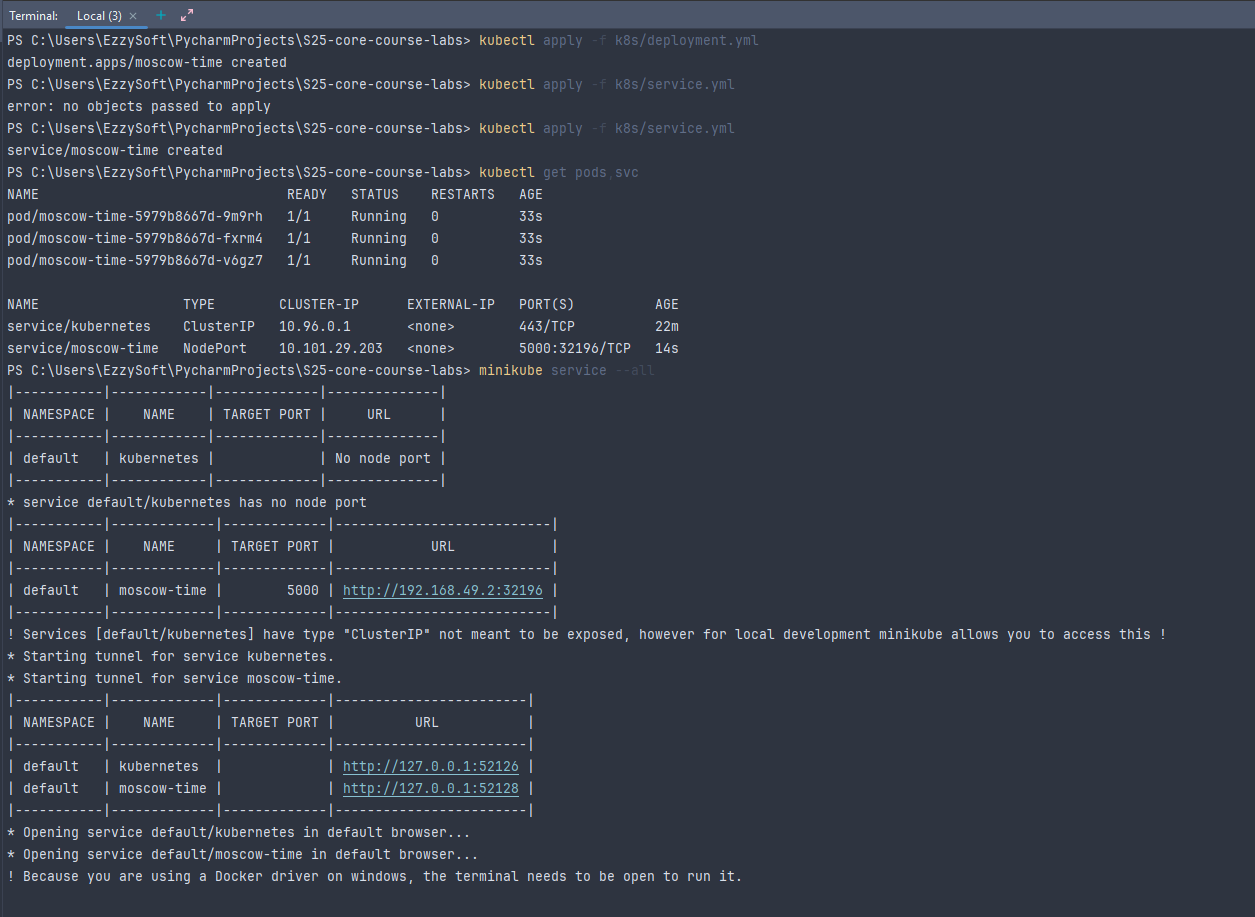 Terminal: Local (3) × +
PS C:\Users\EzzySoft\PycharmProjects\S25-core-course-labs> kubectl apply -f k8s/deployment.yml
deployment.apps/moscow-time created
PS C:\Users\EzzySoft\PycharmProjects\S25-core-course-labs> kubectl apply -f k8s/service.yml
error: no objects passed to apply
PS C:\Users\EzzySoft\PycharmProjects\S25-core-course-labs> kubectl apply -f k8s/service.yml
service/moscow-time created
PS C:\Users\EzzySoft\PycharmProjects\S25-core-course-labs> kubectl get pods,svc
NAME                               READY   STATUS    RESTARTS   AGE
pod/moscow-time-5979b8667d-9m9rh   1/1     Running   0          33s
pod/moscow-time-5979b8667d-fxrm4   1/1     Running   0          33s
pod/moscow-time-5979b8667d-v6gz7   1/1     Running   0          33s

NAME                  TYPE        CLUSTER-IP      EXTERNAL-IP   PORT(S)          AGE
service/kubernetes    ClusterIP   10.96.0.1       <none>        443/TCP          22m
service/moscow-time   NodePort    10.101.29.203   <none>        5000:32196/TCP   14s
PS C:\Users\EzzySoft\PycharmProjects\S25-core-course-labs> minikube service --all
|-----------|------------|-------------|--------------|
| NAMESPACE |    NAME    | TARGET PORT |     URL      |
|-----------|------------|-------------|--------------|
| default   | kubernetes |             | No node port |
|-----------|------------|-------------|--------------|
* service default/kubernetes has no node port
|-----------|-------------|-------------|---------------------------|
| NAMESPACE |    NAME     | TARGET PORT |            URL            |
|-----------|-------------|-------------|---------------------------|
| default   | moscow-time |        5000 | http://192.168.49.2:32196 |
|-----------|-------------|-------------|---------------------------|
! Services [default/kubernetes] have type "ClusterIP" not meant to be exposed, however for local development minikube allows you to access this !
* Starting tunnel for service kubernetes.
* Starting tunnel for service moscow-time.
|-----------|-------------|-------------|------------------------|
| NAMESPACE |    NAME     | TARGET PORT |          URL           |
|-----------|-------------|-------------|------------------------|
| default   | kubernetes  |             | http://127.0.0.1:52126 |
| default   | moscow-time |             | http://127.0.0.1:52128 |
|-----------|-------------|-------------|------------------------|
* Opening service default/kubernetes in default browser...
* Opening service default/moscow-time in default browser...
! Because you are using a Docker driver on windows, the terminal needs to be open to run it.